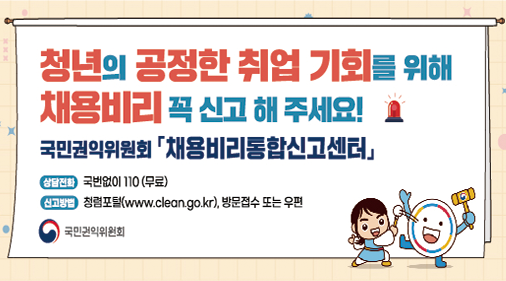 청년의 공정한 취업 기회를 위해
채용비리 꼭 신고 해 주세요!
국민권익위원회 「채용비리통합신고센터」
상담전화 국번없이 110 (무료)
신고방법 청렴포털(www.clean.go.kr), 방문접수 또는 우편
국민권익위원회